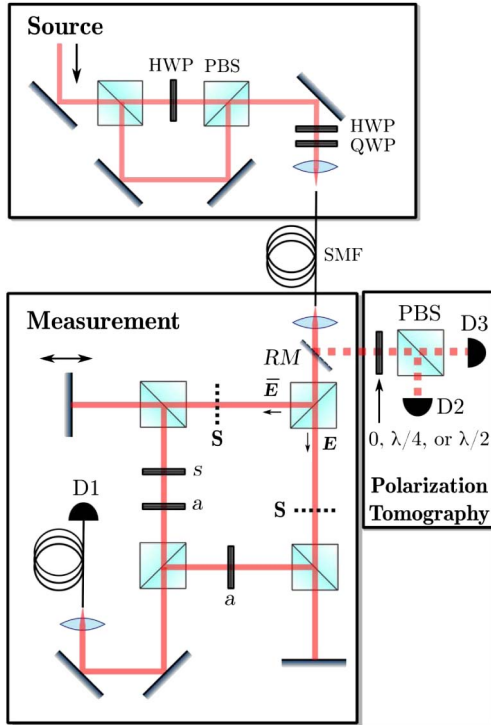 Source
HWP
PBS
HWP
QWP
SMF
Measurement
RM
PBS
D3
D2
0, λ/4, or λ/2
Polarization
Tomography
E̅
S
E
s
a
D1
S
a